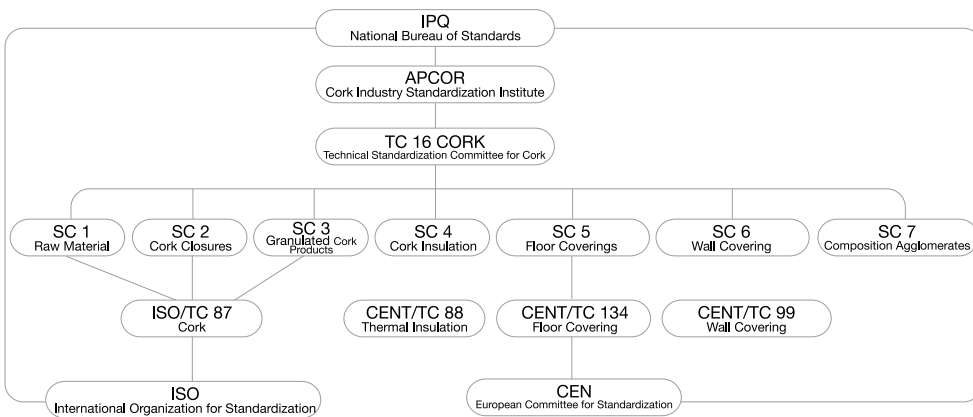 IPQ
National Bureau of Standards
APCOR
Cork Industry Standardization Institute
TC 16 CORK
Technical Standardization Committee for Cork
SC 1
Raw Material
SC 2
Cork Closures
SC 3
Granulated Cork
Products
SC 4
Cork Insulation
SC 5
Floor Coverings
SC 6
Wall Covering
SC 7
Composition Agglomerates
ISO/TC 87
Cork
CENT/TC 88
Thermal Insulation
CENT/TC 134
Floor Covering
CENT/TC 99
Wall Covering
ISO
International Organization for Standardization
CEN
European Committee for Standardization